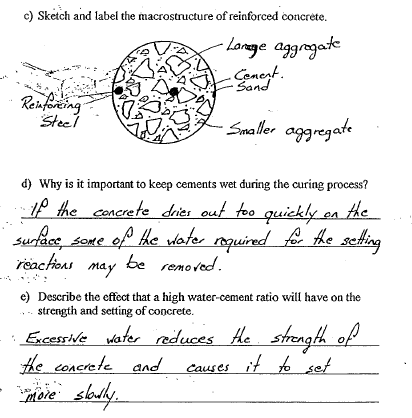 c) Sketch and label the macrostructure of reinforced concrete.
Large aggregate
Cement.
Sand
Reinforcing
Steel
Smaller aggregate
d) Why is it important to keep cements wet during the curing process?
If the concrete dries out too quickly on the
surface, some of the water required for the setting
reactions may be removed.
e) Describe the effect that a high water-cement ratio will have on the
strength and setting of concrete.
Excessive water reduces the strength of
the concrete and causes it to set
more slowly.